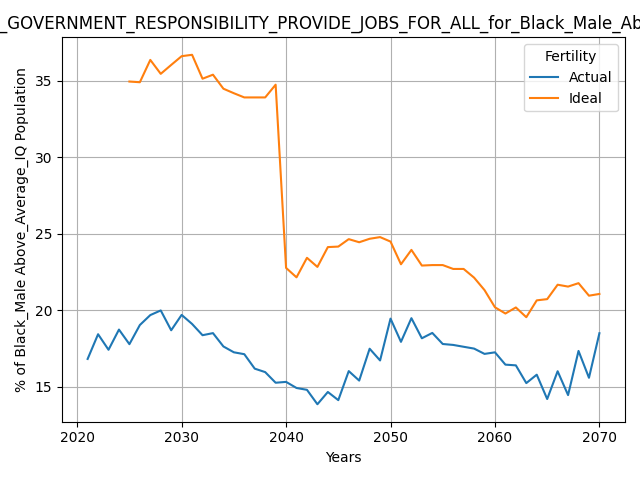 _GOVERNMENT_RESPONSIBILITY_PROVIDE_JOBS_FOR_ALL_for_Black_Male_Ab
% of Black_Male Above_Average_IQ Population
35
30
25
20
15
Fertility
Actual
Ideal
2020
2030
2040
2050
2060
2070
Years